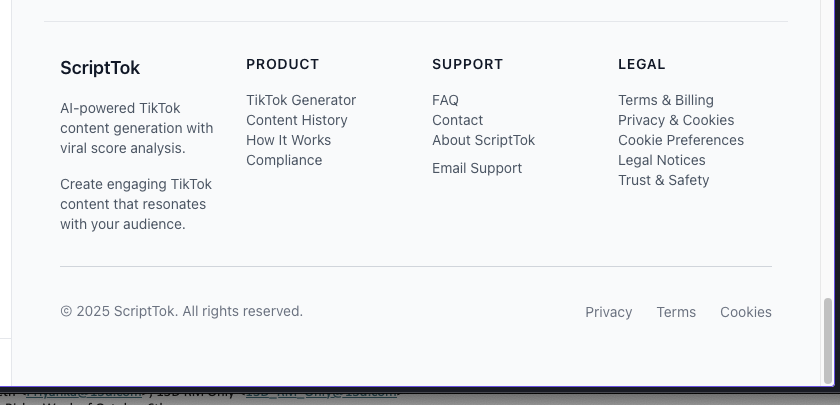 ScriptTok
AI-powered TikTok
content generation with
viral score analysis.
Create engaging TikTok
content that resonates
with your audience.
PRODUCT
TikTok Generator
Content History
How It Works
Compliance
SUPPORT
FAQ
Contact
About ScriptTok
Email Support
LEGAL
Terms & Billing
Privacy & Cookies
Cookie Preferences
Legal Notices
Trust & Safety
© 2025 ScriptTok. All rights reserved.
Privacy Terms Cookies